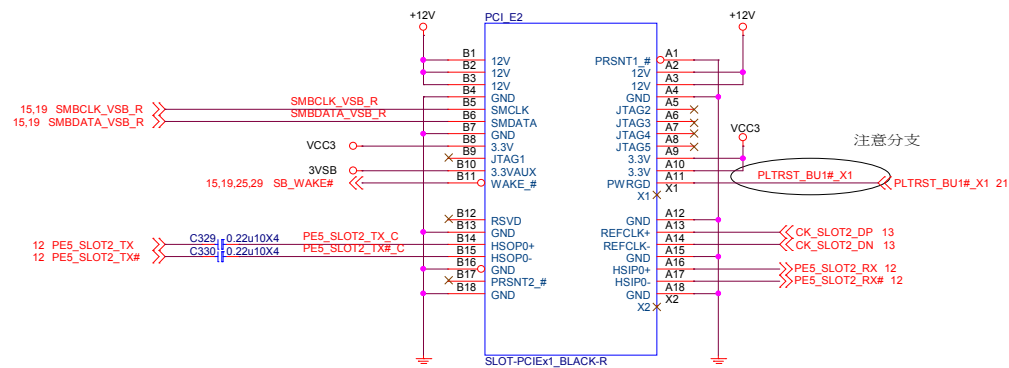 +12V
PCI_E2
+12V
B1 12V
B2 12V
B3 12V
B4 GND
15,19 SMBCLK_VSB_R SMBCLK_VSB_R B5 SMCLK
15,19 SMBDATA_VSB_R SMBDATA_VSB_R B6 SMDATA
B7 GND
VCC3 B8 3.3V
B9 JTAG1
3VSB B10 3.3VAUX
15,19,25,29 SB_WAKE# B11 WAKE_#
B12 RSVD
B13 GND
12 PE5_SLOT2_TX C329 0.22u10X4 PE5_SLOT2_TX_C B14 HSOP0+
12 PE5_SLOT2_TX# C330 0.22u10X4 PE5_SLOT2_TX#_C B15 HSOP0-
B16 GND
B17 PRSNT2_#
B18 GND
PRSNT1_# A1
12V A2
12V A3
GND A4
JTAG2 A5
JTAG3 A6
JTAG4 A7
JTAG5 A8
VCC3
注意分支
3.3V A9
3.3V A10
PWRGD A11 PLTRST_BU1#_X1 PLTRST_BU1#_X1 21
X1 X1
GND A12
REFCLK+ A13 CK_SLOT2_DP 13
REFCLK- A14 CK_SLOT2_DN 13
GND A15
HSIP0+ A16 PE5_SLOT2_RX 12
HSIP0- A17 PE5_SLOT2_RX# 12
GND A18
X2 X2
SLOT-PCIEx1_BLACK-R